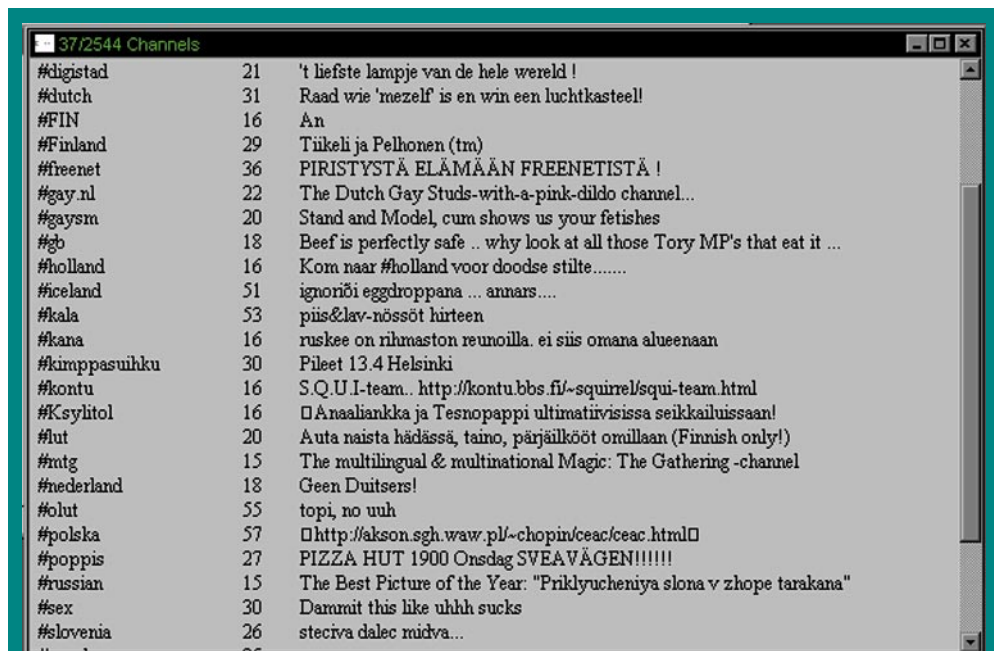 37/2544 Channels
#digistad 21 't liefste lampje van de hele wereld !
#dutch 31 Raad wie 'mezelf' is en win een luchtkasteel!
#FIN 16 An
#Finland 29 Tiikeli ja Pelhonen (tm)
#freenet 36 PIRISTYSTÄ ELÄMÄÄN FREENETISTÄ !
#gay.nl 22 The Dutch Gay Studs-with-a-pink-dildo channel...
#gaysm 20 Stand and Model, cum shows us your fetishes
#gb 18 Beef is perfectly safe .. why look at all those Tory MP's that eat it ...
#holland 16 Kom naar #holland voor doodse stilte.......
#iceland 51 ignoriði eggdroppana ... annars....
#kala 53 piis&lav-nössöt hirteen
#kana 16 ruskee on rihmaston reunoilla. ei siis omana alueenaan
#kimppasuihku 30 Pileet 13.4 Helsinki
#kontu 16 S.Q.U.I-team.. http://kontu.bbs.fi/~squirrel/squi-team.html
#Ksylitol 16 Anaaliankka ja Tesnopappi ultimatiivisissa seikkailuissaan!
#lut 20 Auta naista hädässä, taino, pärjäilkööt omillaan (Finnish only!)
#mtg 15 The multilingual & multinational Magic: The Gathering -channel
#nederland 18 Geen Duitsers!
#olut 55 topi, no uuh
#polska 57 http://akson.sgh.waw.pl/~chopin/ceac/ceac.html
#poppis 27 PIZZA HUT 1900 Onsdag SVEAVÄGEN!!!!!!
#russian 15 The Best Picture of the Year: "Priklyucheniya slona v zhope tarakana"
#sex 30 Dammit this like uhhh sucks
#slovenia 26 steciva dalec midva...